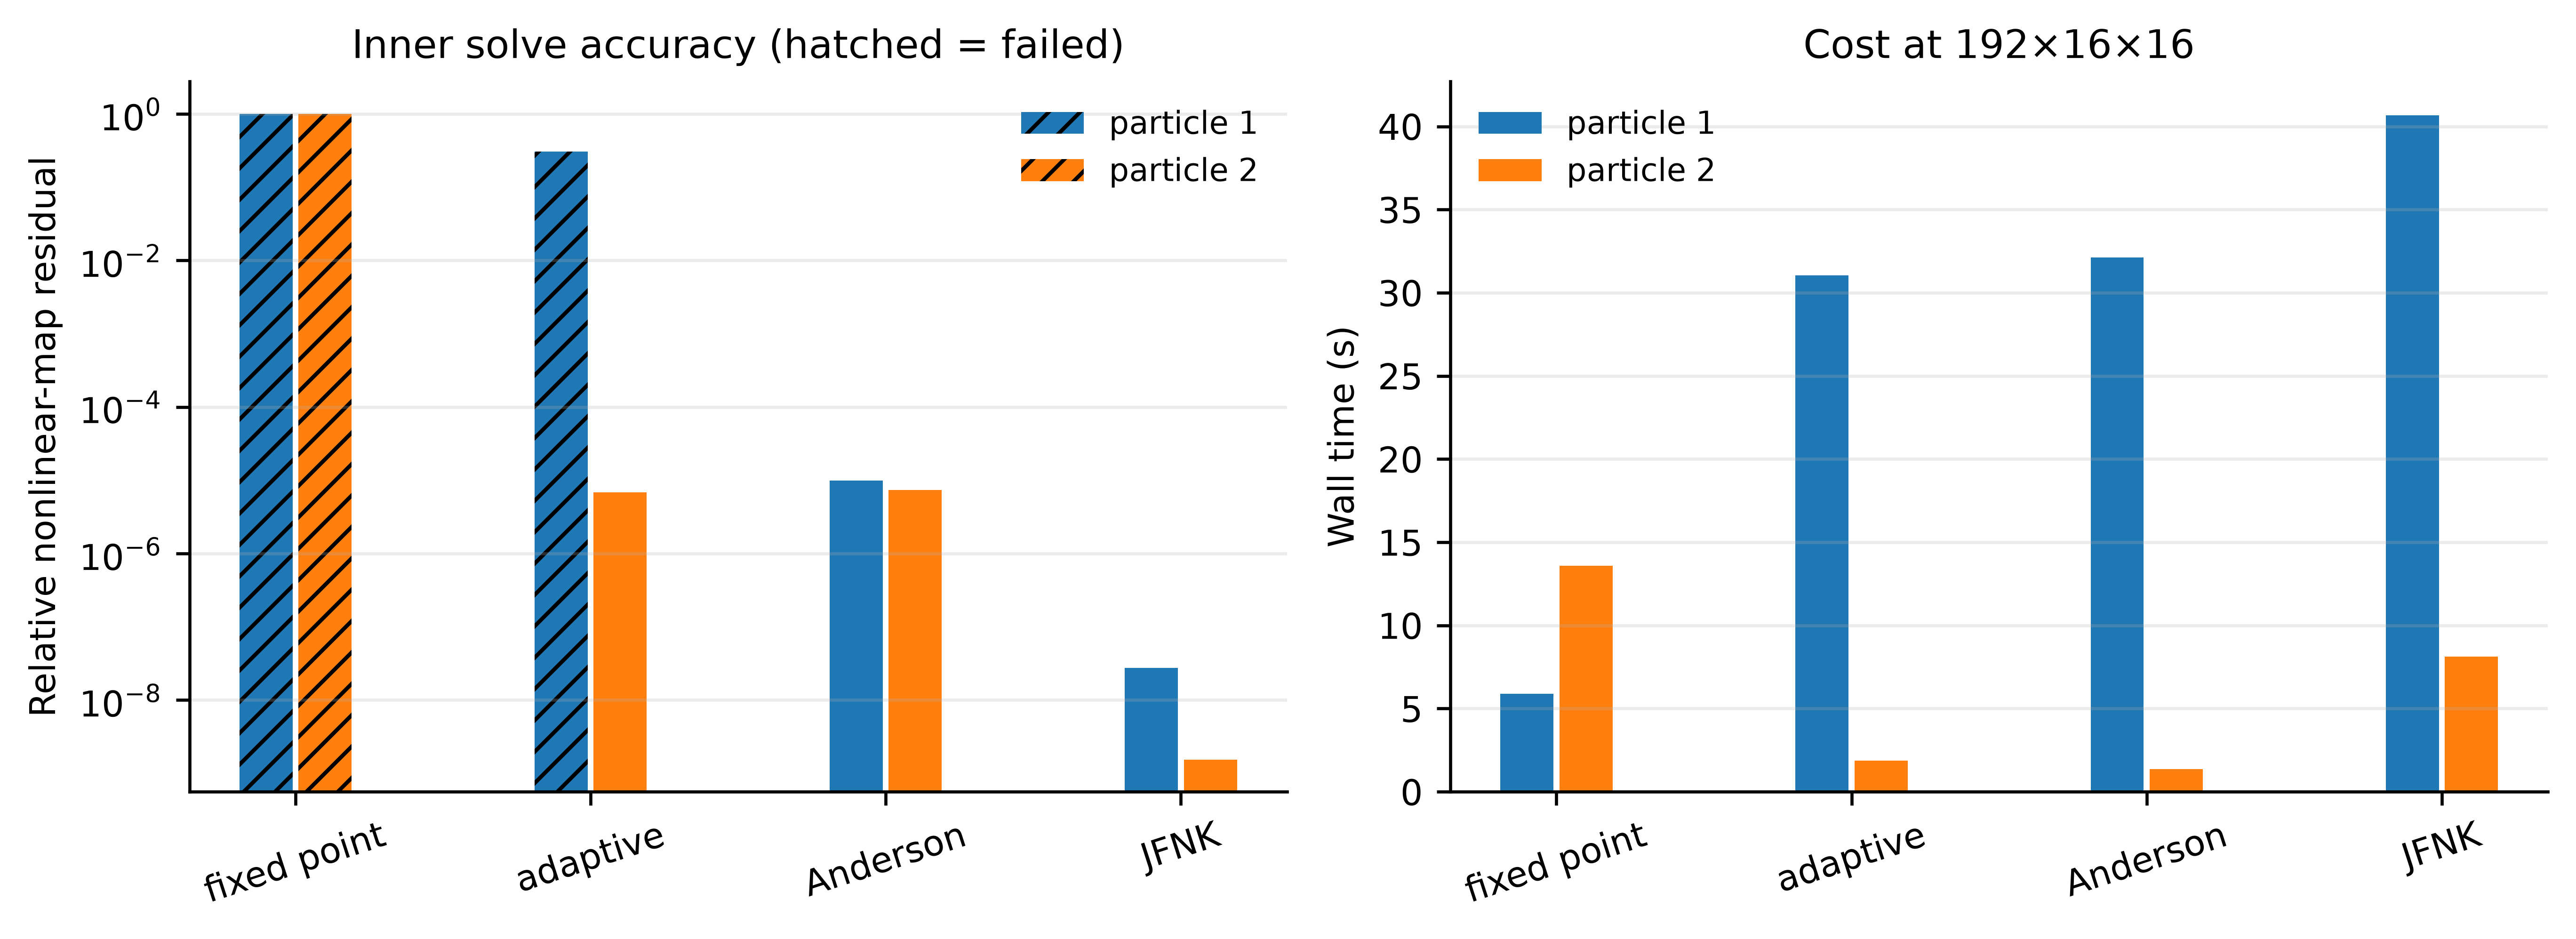 Inner solve accuracy (hatched = failed)
Relative nonlinear-map residual
10⁰
10⁻²
10⁻⁴
10⁻⁶
10⁻⁸
particle 1
particle 2
fixed point
adaptive
Anderson
JFNK
Cost at 192×16×16
Wall time (s)
40
35
30
25
20
15
10
5
0
particle 1
particle 2
fixed point
adaptive
Anderson
JFNK